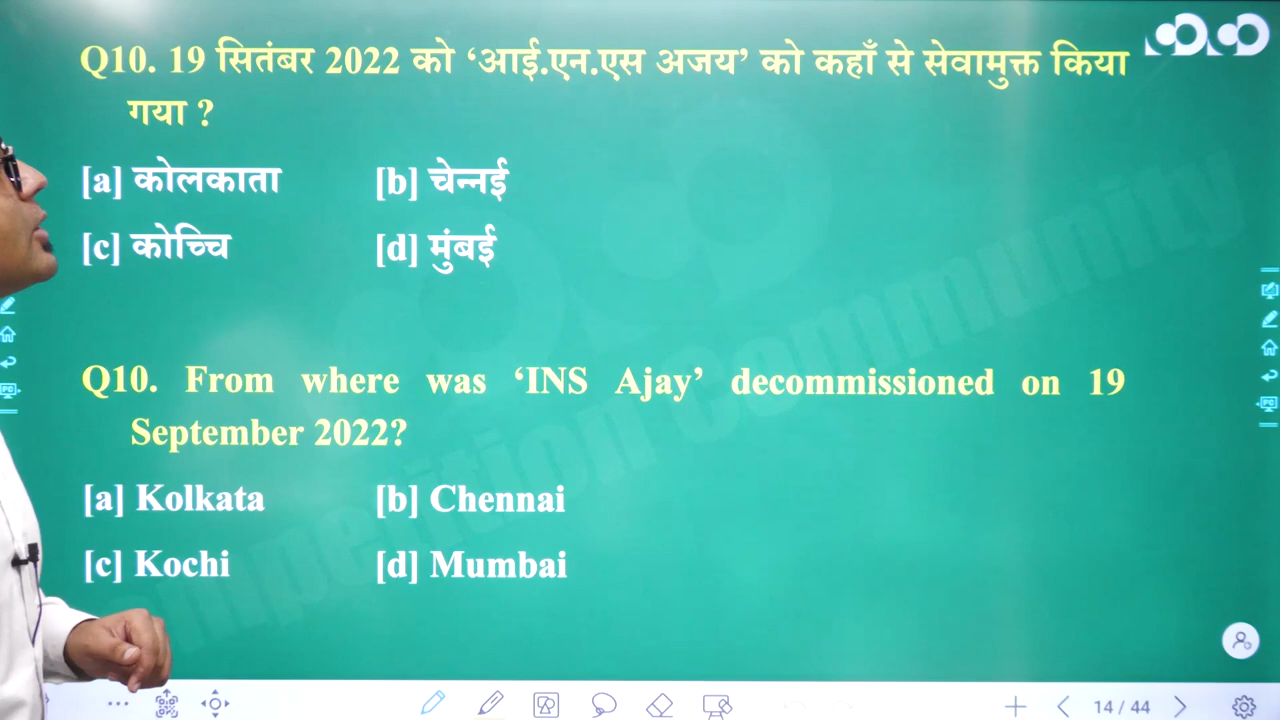 Q10. 19 सितंबर 2022 को ‘आई.एन.एस अजय’ को कहाँ से सेवामुक्त किया
गया ?
[a] कोलकाता [b] चेन्नई
[c] कोच्चि [d] मुंबई
Q10. From where was ‘INS Ajay’ decommissioned on 19
September 2022?
[a] Kolkata [b] Chennai
[c] Kochi [d] Mumbai
14 / 44